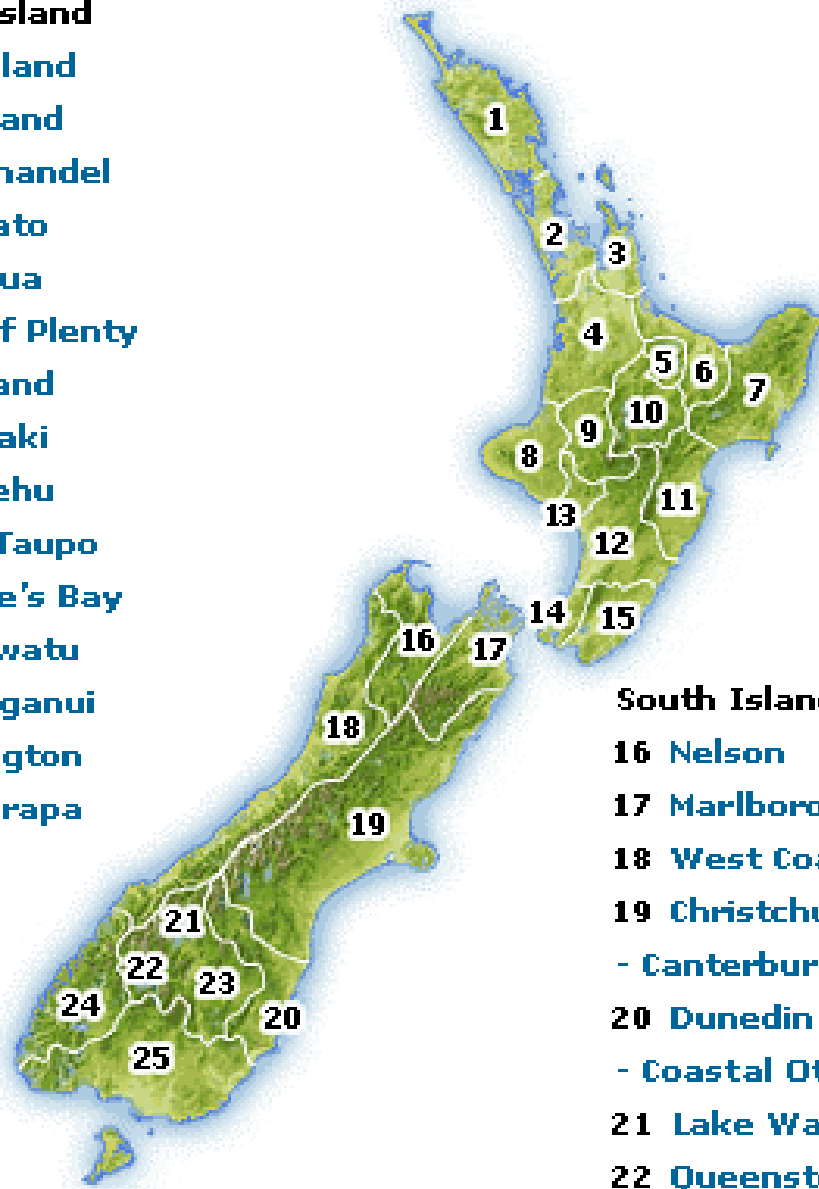 sland
land
and
mandel
ato
ua
f Plenty
and
aki
ehu
Taupo
e's Bay
watu
ganui
gton
rapa
1
2
3
4
5
6
7
10
9
8
11
13
12
14
15
16
17
18
19
21
22
23
24
20
25
South Islan
16 Nelson
17 Marlboro
18 West Coa
19 Christchu
- Canterbur
20 Dunedin
- Coastal Ot
21 Lake Wa
22 Queenst